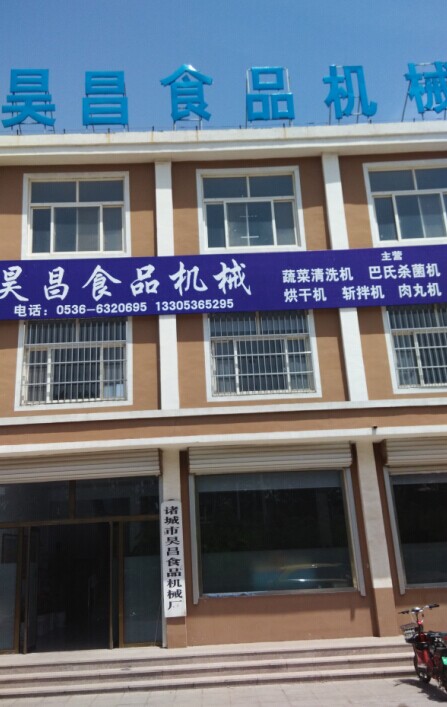 昊昌食品机械
昊昌食品机械
电话：0536-6320695 13305365295
主营
蔬菜清洗机 巴氏杀菌机
烘干机 斩拌机 肉丸机
诸城市昊昌食品机械厂